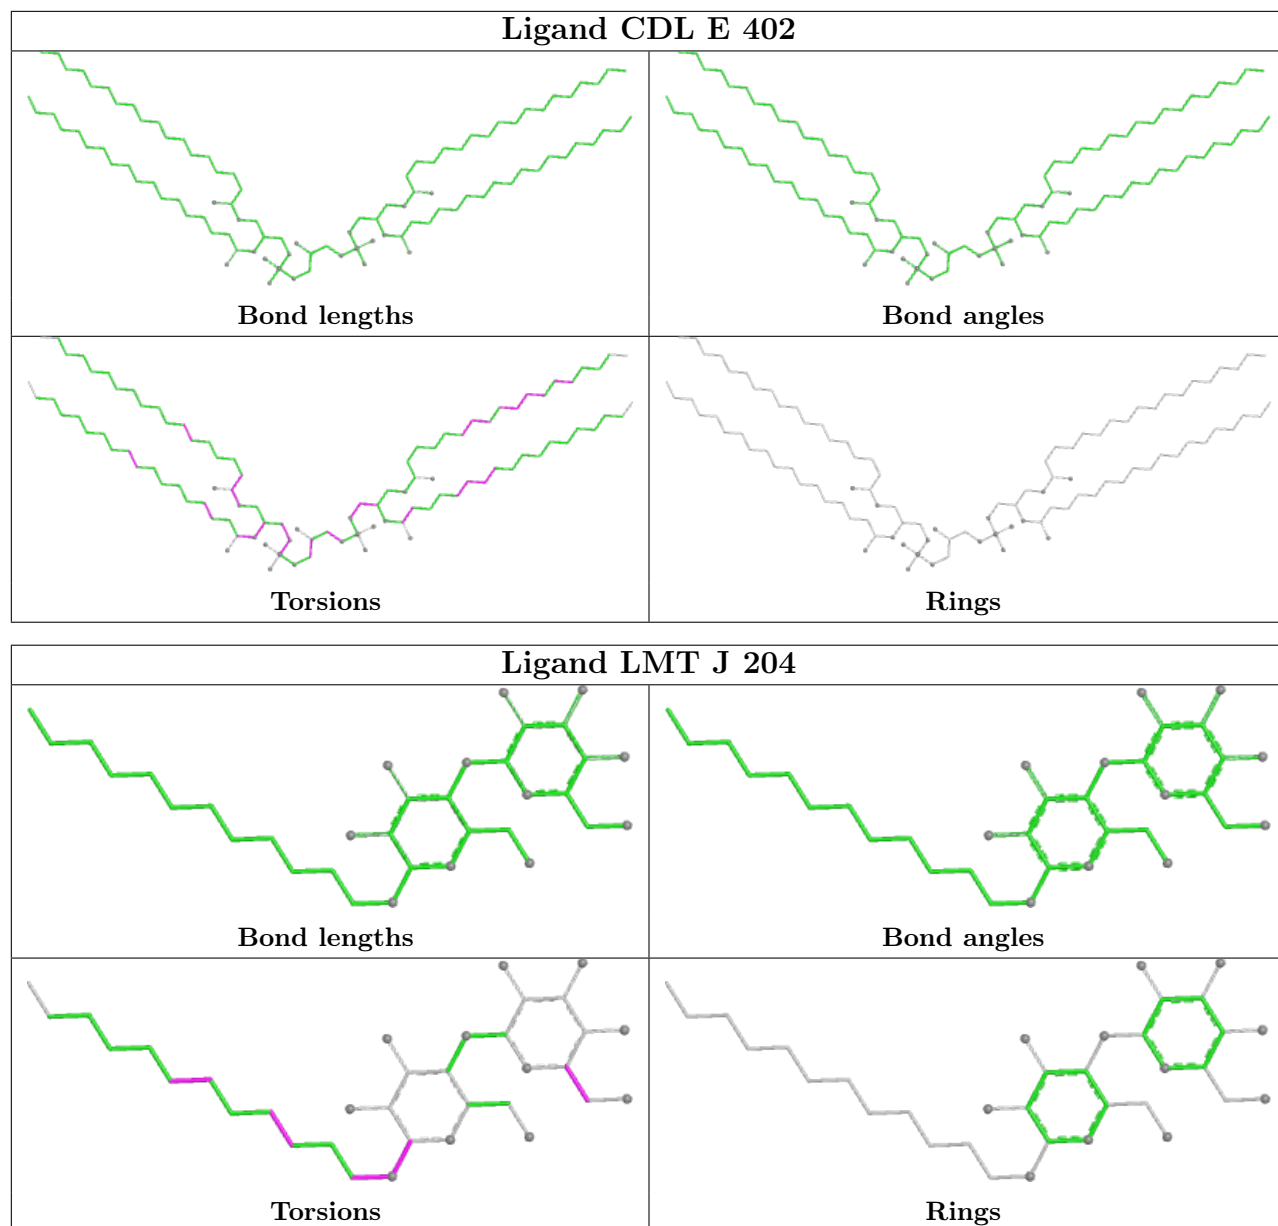 Ligand CDL E 402
Bond lengths
Bond angles
Torsions
Rings
Ligand LMT J 204
Bond lengths
Bond angles
Torsions
Rings